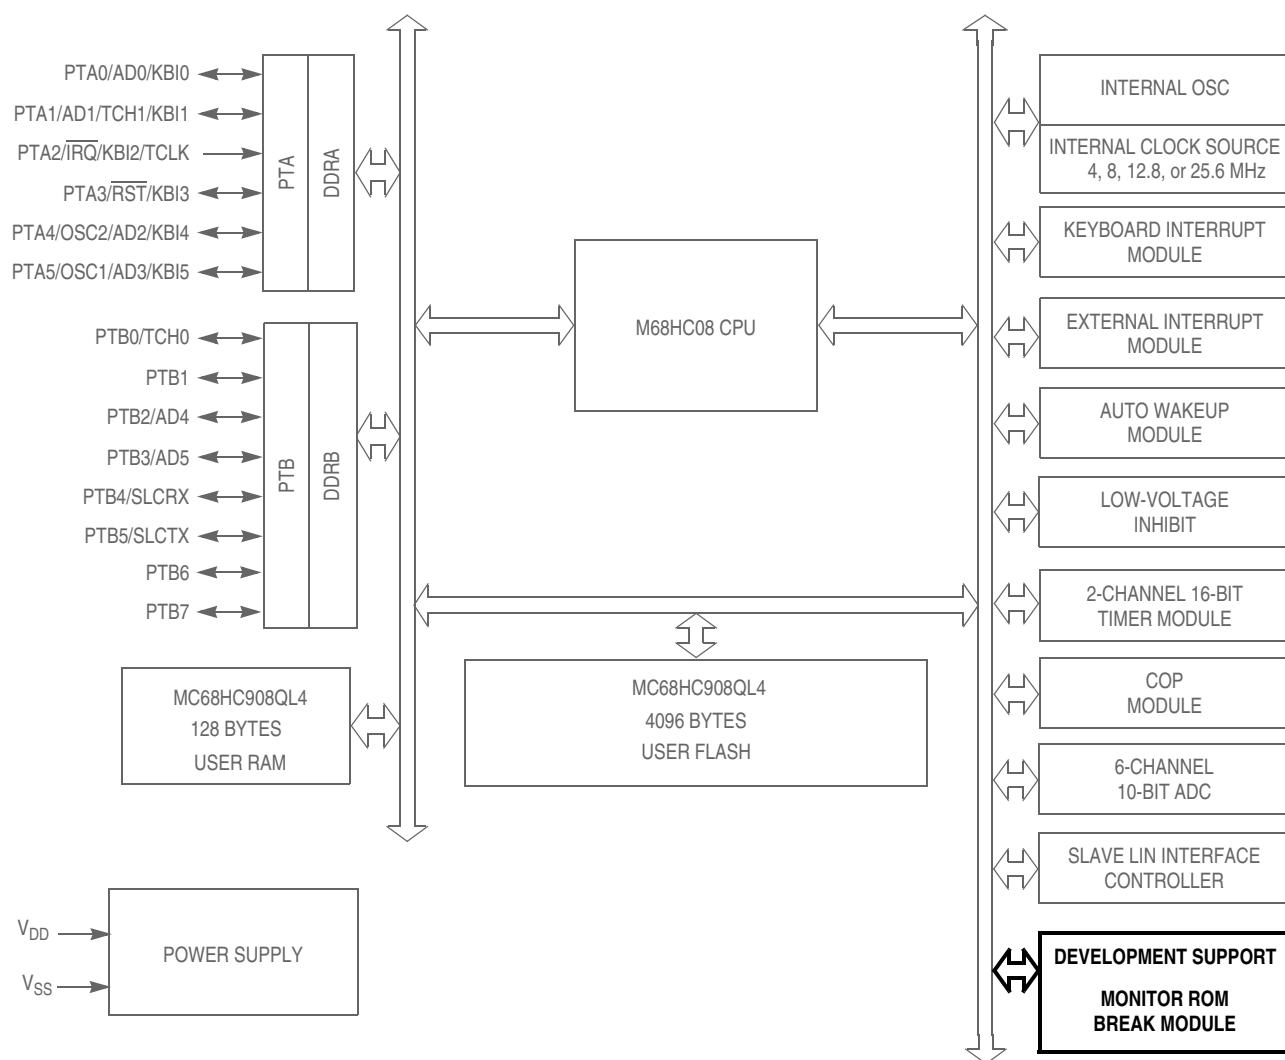 PTA0/AD0/KBI0
PTA1/AD1/TCH1/KBI1
PTA2/IRQ/KBI2/TCLK
PTA3/RST/KBI3
PTA4/OSC2/AD2/KBI4
PTA5/OSC1/AD3/KBI5
PTA
DDRA
PTB0/TCH0
PTB1
PTB2/AD4
PTB3/AD5
PTB4/SLCRX
PTB5/SLCTX
PTB6
PTB7
PTB
DDRB
M68HC08 CPU
MC68HC908QL4
128 BYTES
USER RAM
MC68HC908QL4
4096 BYTES
USER FLASH
VDD
VSS
POWER SUPPLY
INTERNAL OSC
INTERNAL CLOCK SOURCE
4, 8, 12.8, or 25.6 MHz
KEYBOARD INTERRUPT
MODULE
EXTERNAL INTERRUPT
MODULE
AUTO WAKEUP
MODULE
LOW-VOLTAGE
INHIBIT
2-CHANNEL 16-BIT
TIMER MODULE
COP
MODULE
6-CHANNEL
10-BIT ADC
SLAVE LIN INTERFACE
CONTROLLER
DEVELOPMENT SUPPORT
MONITOR ROM
BREAK MODULE